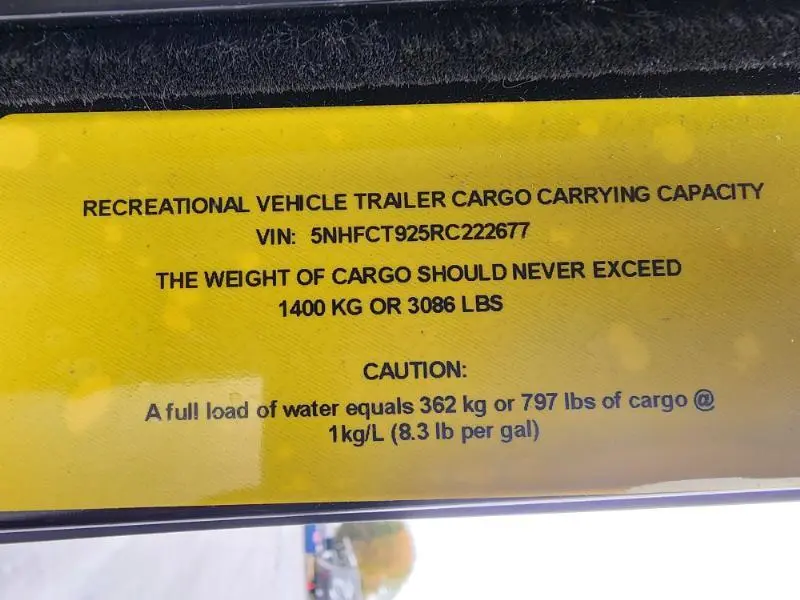 RECREATIONAL VEHICLE TRAILER CARGO CARRYING CAPACITY
VIN: 5NHFCT925RC222677
THE WEIGHT OF CARGO SHOULD NEVER EXCEED
1400 KG OR 3086 LBS
CAUTION:
A full load of water equals 362 kg or 797 lbs of cargo @
1kg/L (8.3 lb per gal)